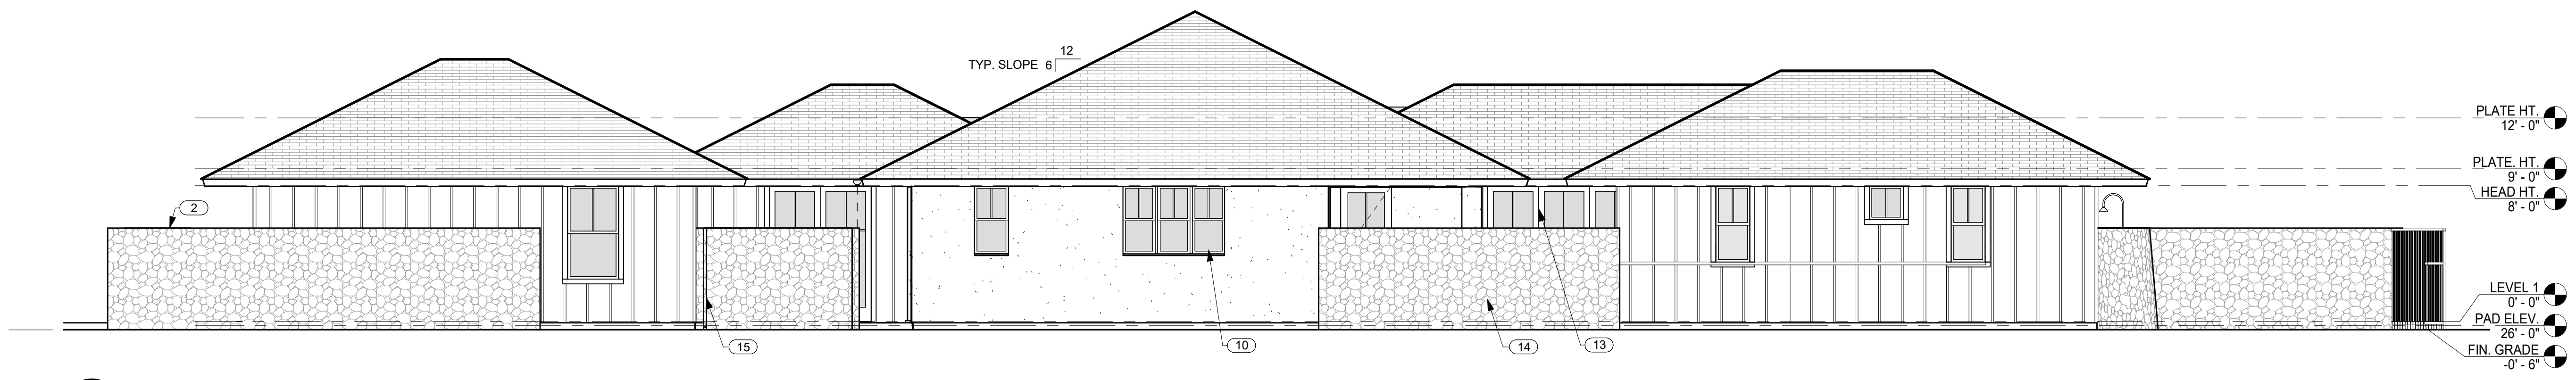 12
TYP. SLOPE 6
PLATE HT.
12' - 0"
PLATE. HT.
9' - 0"
HEAD HT.
8' - 0"
2
LEVEL 1
0' - 0"
PAD ELEV.
26' - 0"
FIN. GRADE
-0' - 6"
15
10
14
13